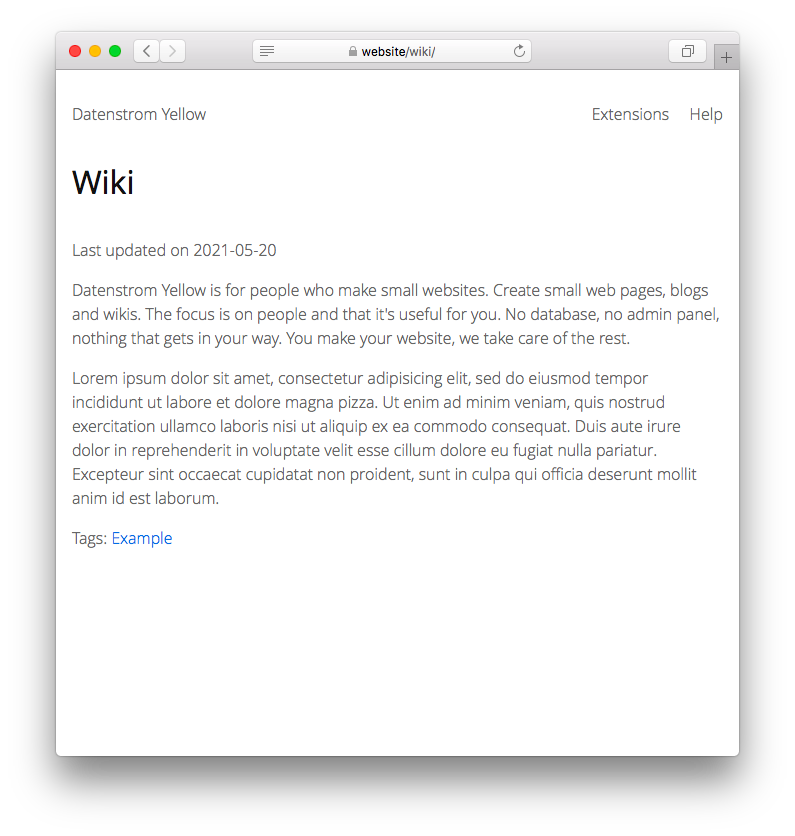 website/wiki/
Datenstrom Yellow
Extensions
Help
Wiki
Last updated on 2021-05-20
Datenstrom Yellow is for people who make small websites. Create small web pages, blogs
and wikis. The focus is on people and that it's useful for you. No database, no admin panel,
nothing that gets in your way. You make your website, we take care of the rest.
Lorem ipsum dolor sit amet, consectetur adipisicing elit, sed do eiusmod tempor
incididunt ut labore et dolore magna pizza. Ut enim ad minim veniam, quis nostrud
exercitation ullamco laboris nisi ut aliquip ex ea commodo consequat. Duis aute irure
dolor in reprehenderit in voluptate velit esse cillum dolore eu fugiat nulla pariatur.
Excepteur sint occaecat cupidatat non proident, sunt in culpa qui officia deserunt mollit
anim id est laborum.
Tags: Example